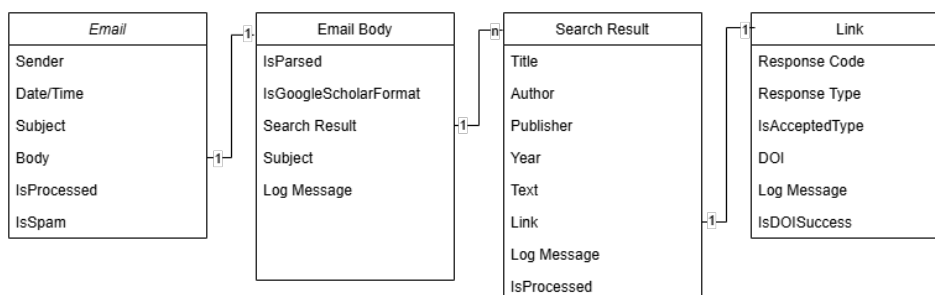 Email
Sender
Date/Time
Subject
Body
IsProcessed
IsSpam
1
1
Email Body
IsParsed
IsGoogleScholarFormat
Search Result
Subject
Log Message
1
n
Search Result
Title
Author
Publisher
Year
Text
Link
Log Message
IsProcessed
1
1
Link
Response Code
Response Type
IsAcceptedType
DOI
Log Message
IsDOISuccess